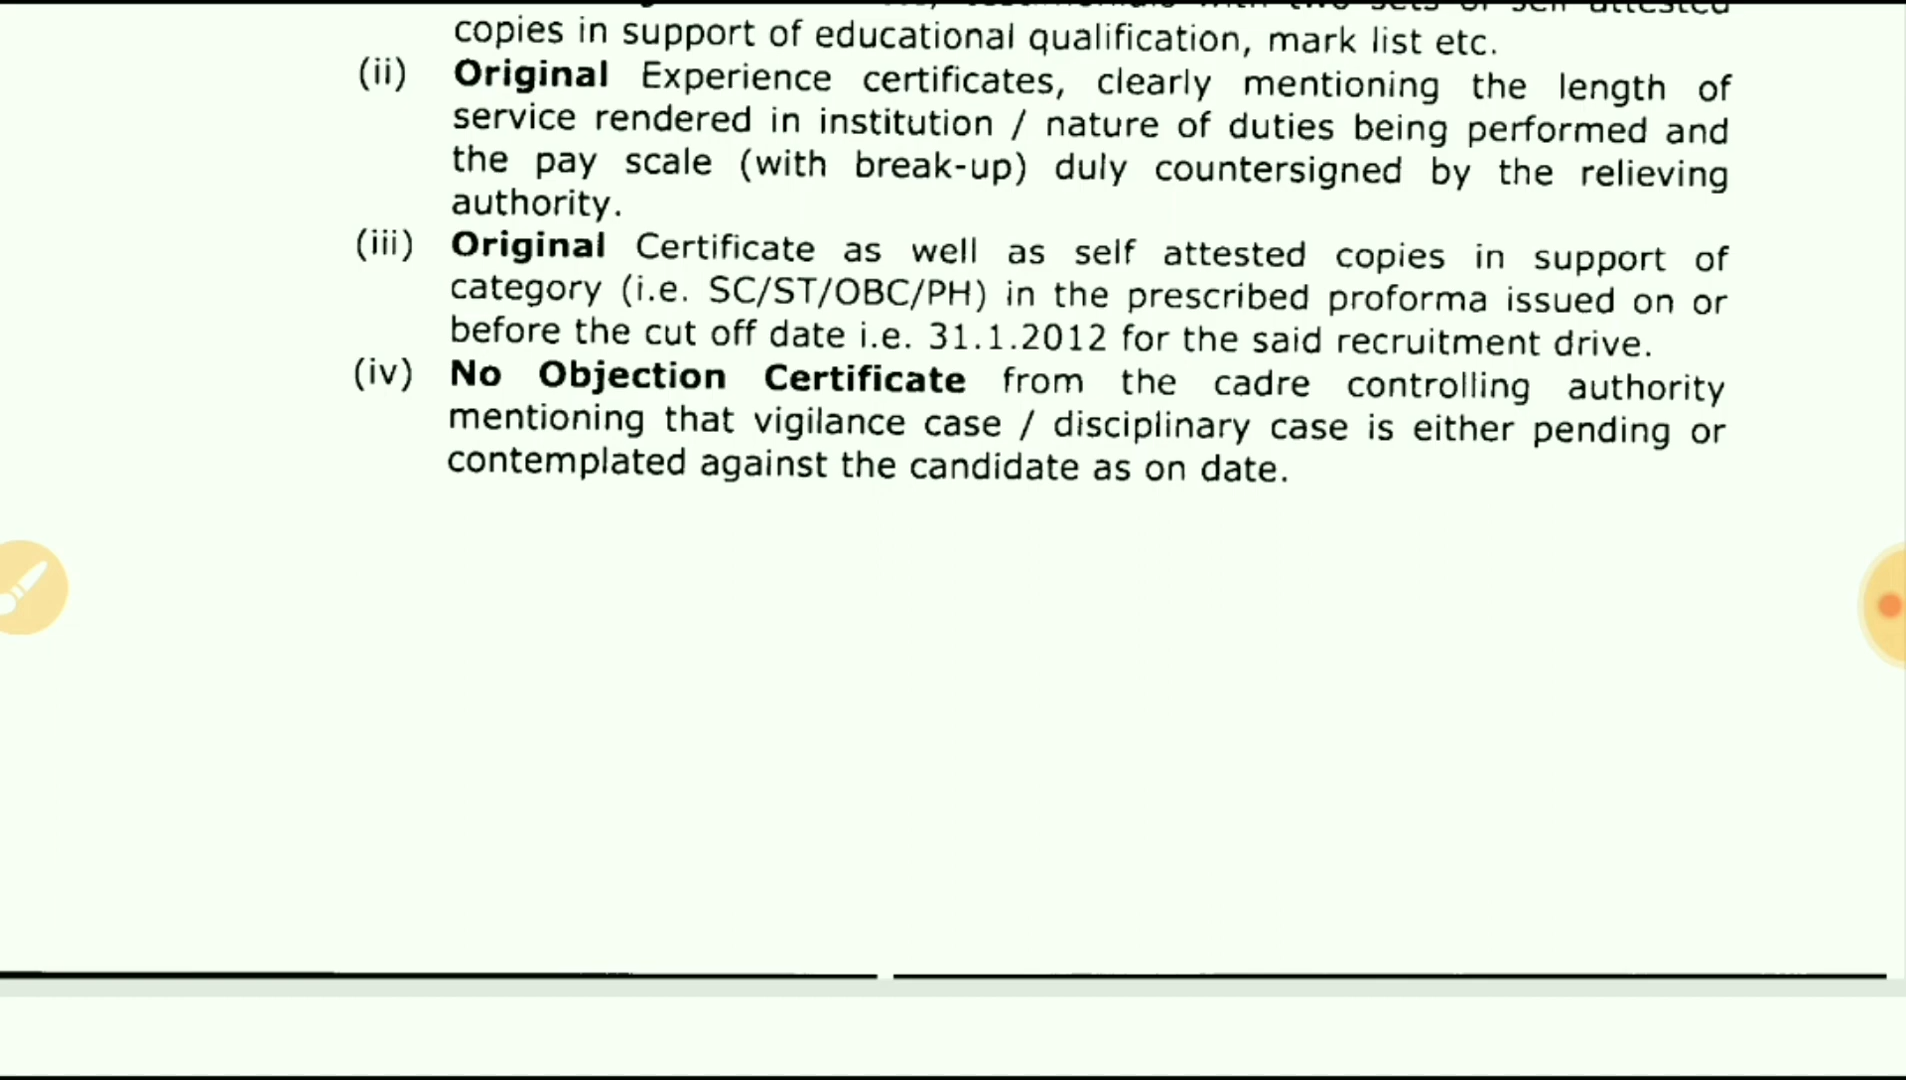 two sets of self attested
copies in support of educational qualification, mark list etc.
(ii) Original Experience certificates, clearly mentioning the length of
service rendered in institution / nature of duties being performed and
the pay scale (with break-up) duly countersigned by the relieving
authority.
(iii) Original Certificate as well as self attested copies in support of
category (i.e. SC/ST/OBC/PH) in the prescribed proforma issued on or
before the cut off date i.e. 31.1.2012 for the said recruitment drive.
(iv) No Objection Certificate from the cadre controlling authority
mentioning that vigilance case / disciplinary case is either pending or
contemplated against the candidate as on date.